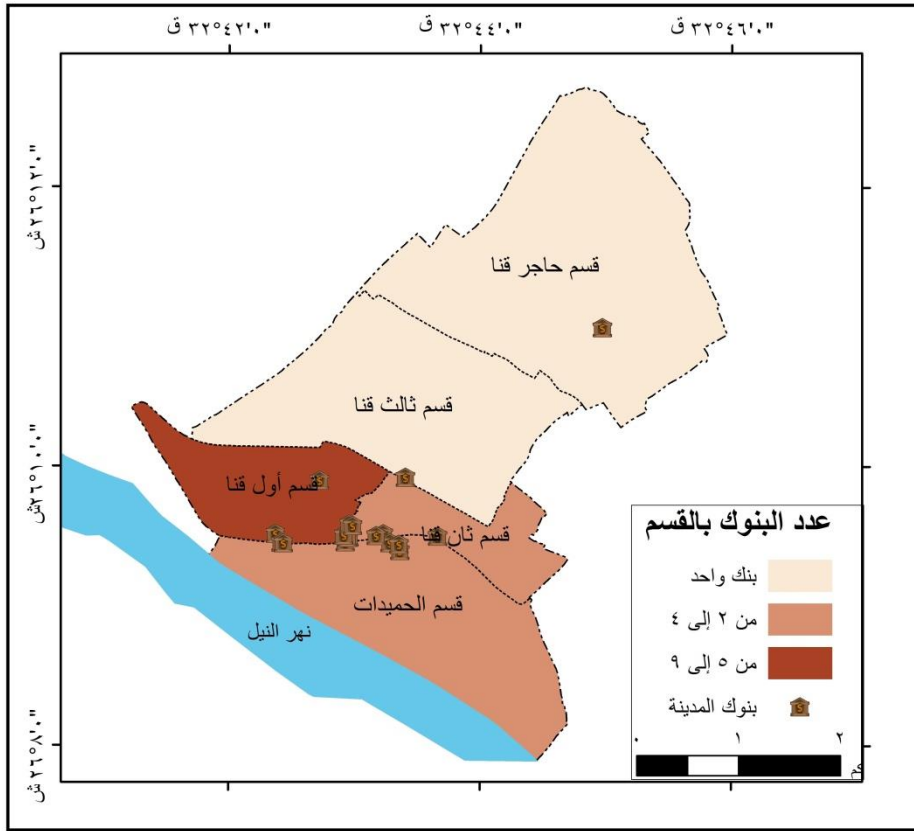 ٣٢°٤٢'٠" ق
٣٢°٤٤'٠" ق
٣٢°٤٦'٠" ق
٢٦°١٢'٠" ش
٢٦°١٠'٠" ش
٢٦°٨'٠" ش
قسم حاجر قنا
قسم ثالث قنا
قسم أول قنا
قسم ثان قنا
قسم الحميدات
نهر النيل
عدد البنوك بالقسم
بنك واحد
من ٢ إلى ٤
من ٥ إلى ٩
بنوك المدينة
٠ ١ ٢
كم